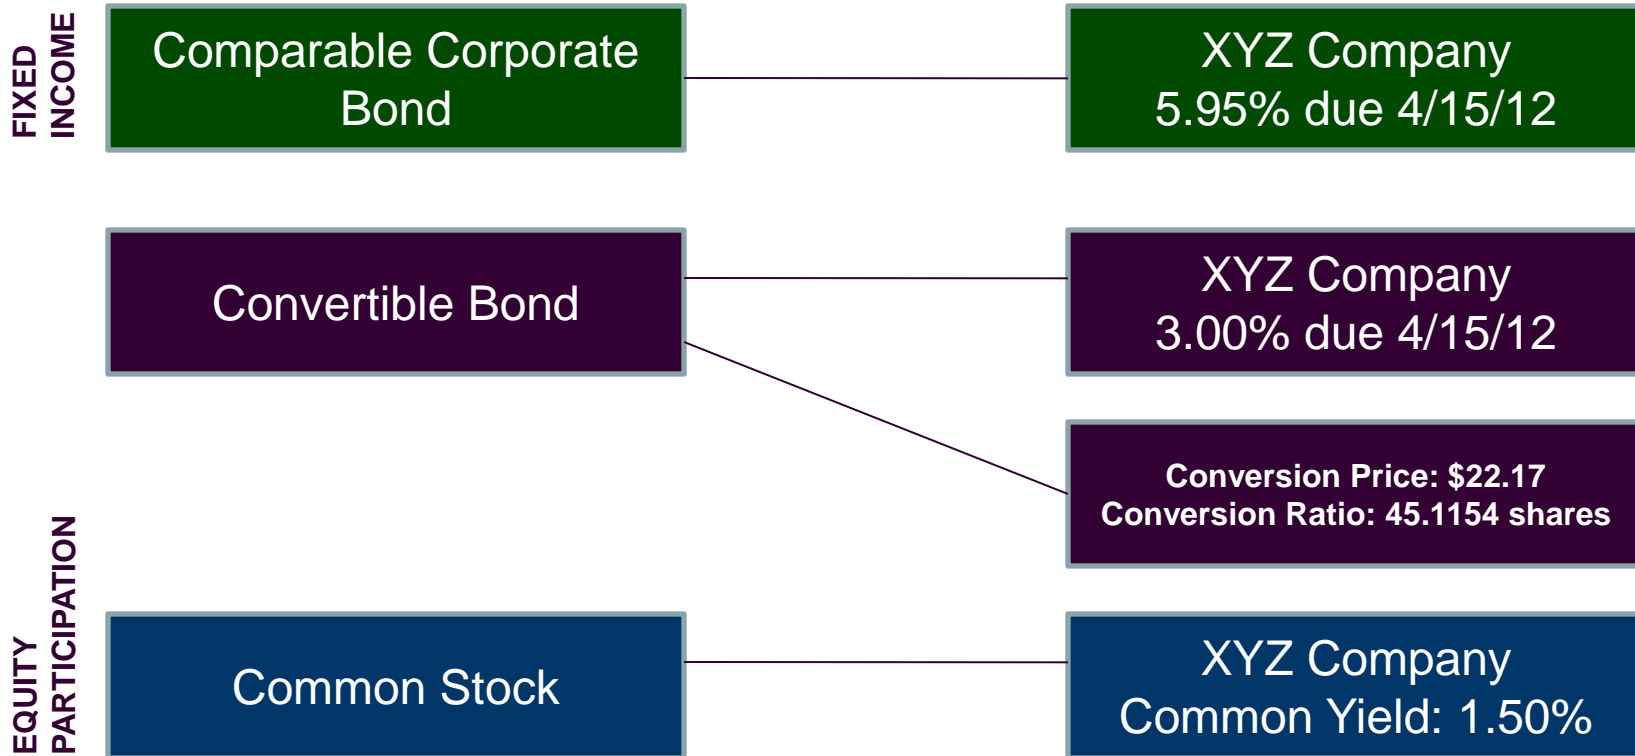 FIXED
INCOME
Comparable Corporate
Bond
XYZ Company
5.95% due 4/15/12
Convertible Bond
XYZ Company
3.00% due 4/15/12
Conversion Price: $22.17
Conversion Ratio: 45.1154 shares
EQUITY
PARTICIPATION
Common Stock
XYZ Company
Common Yield: 1.50%